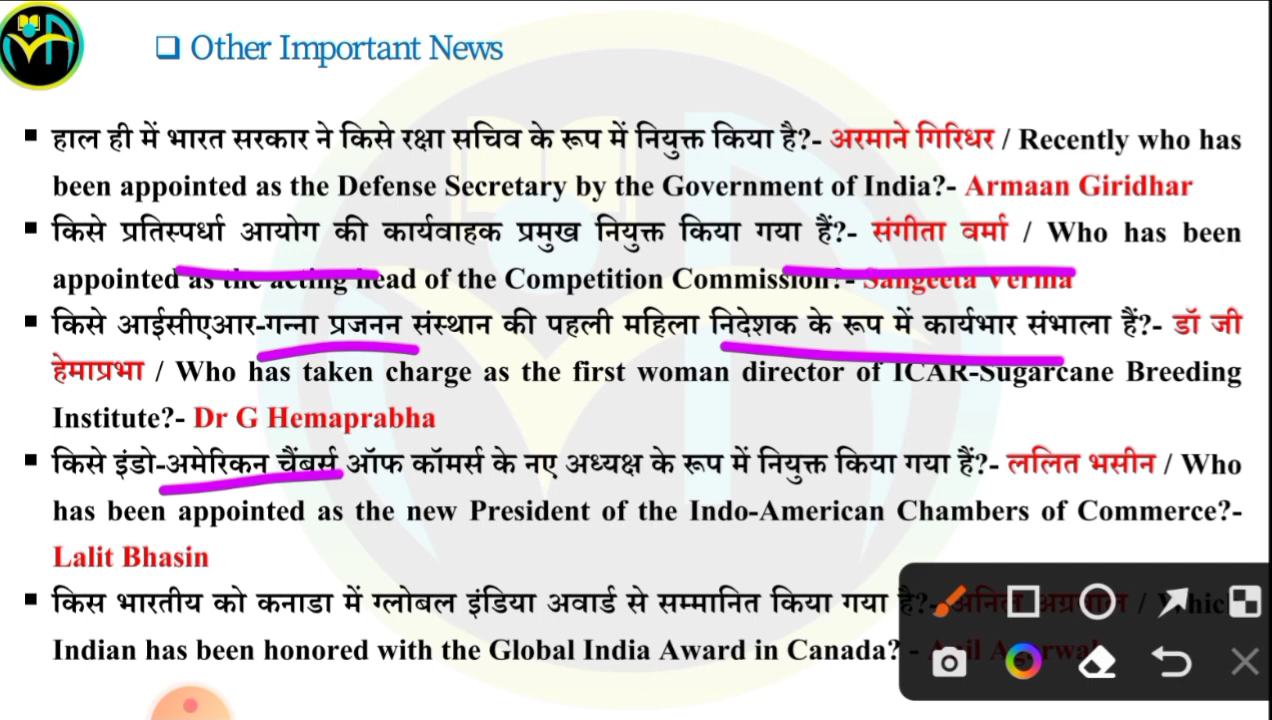 Other Important News
हाल ही में भारत सरकार ने किसे रक्षा सचिव के रूप में नियुक्त किया है?- अरमाने गिरिधर / Recently who has
been appointed as the Defense Secretary by the Government of India?- Armaan Giridhar
किसे प्रतिस्पर्धा आयोग की कार्यवाहक प्रमुख नियुक्त किया गया हैं?- संगीता वर्मा / Who has been
appointed as the acting head of the Competition Commission?- Sangeeta Verma
किसे आईसीएआर-गन्ना प्रजनन संस्थान की पहली महिला निदेशक के रूप में कार्यभार संभाला हैं?- डॉ जी
हेमाप्रभा / Who has taken charge as the first woman director of ICAR-Sugarcane Breeding
Institute?- Dr G Hemaprabha
किसे इंडो-अमेरिकन चैंबर्स ऑफ कॉमर्स के नए अध्यक्ष के रूप में नियुक्त किया गया हैं?- ललित भसीन / Who
has been appointed as the new President of the Indo-American Chambers of Commerce?-
Lalit Bhasin
किस भारतीय को कनाडा में ग्लोबल इंडिया अवार्ड से सम्मानित किया गया है?- अनिल अग्रवाल / Which
Indian has been honored with the Global India Award in Canada? - Anil Agarwal